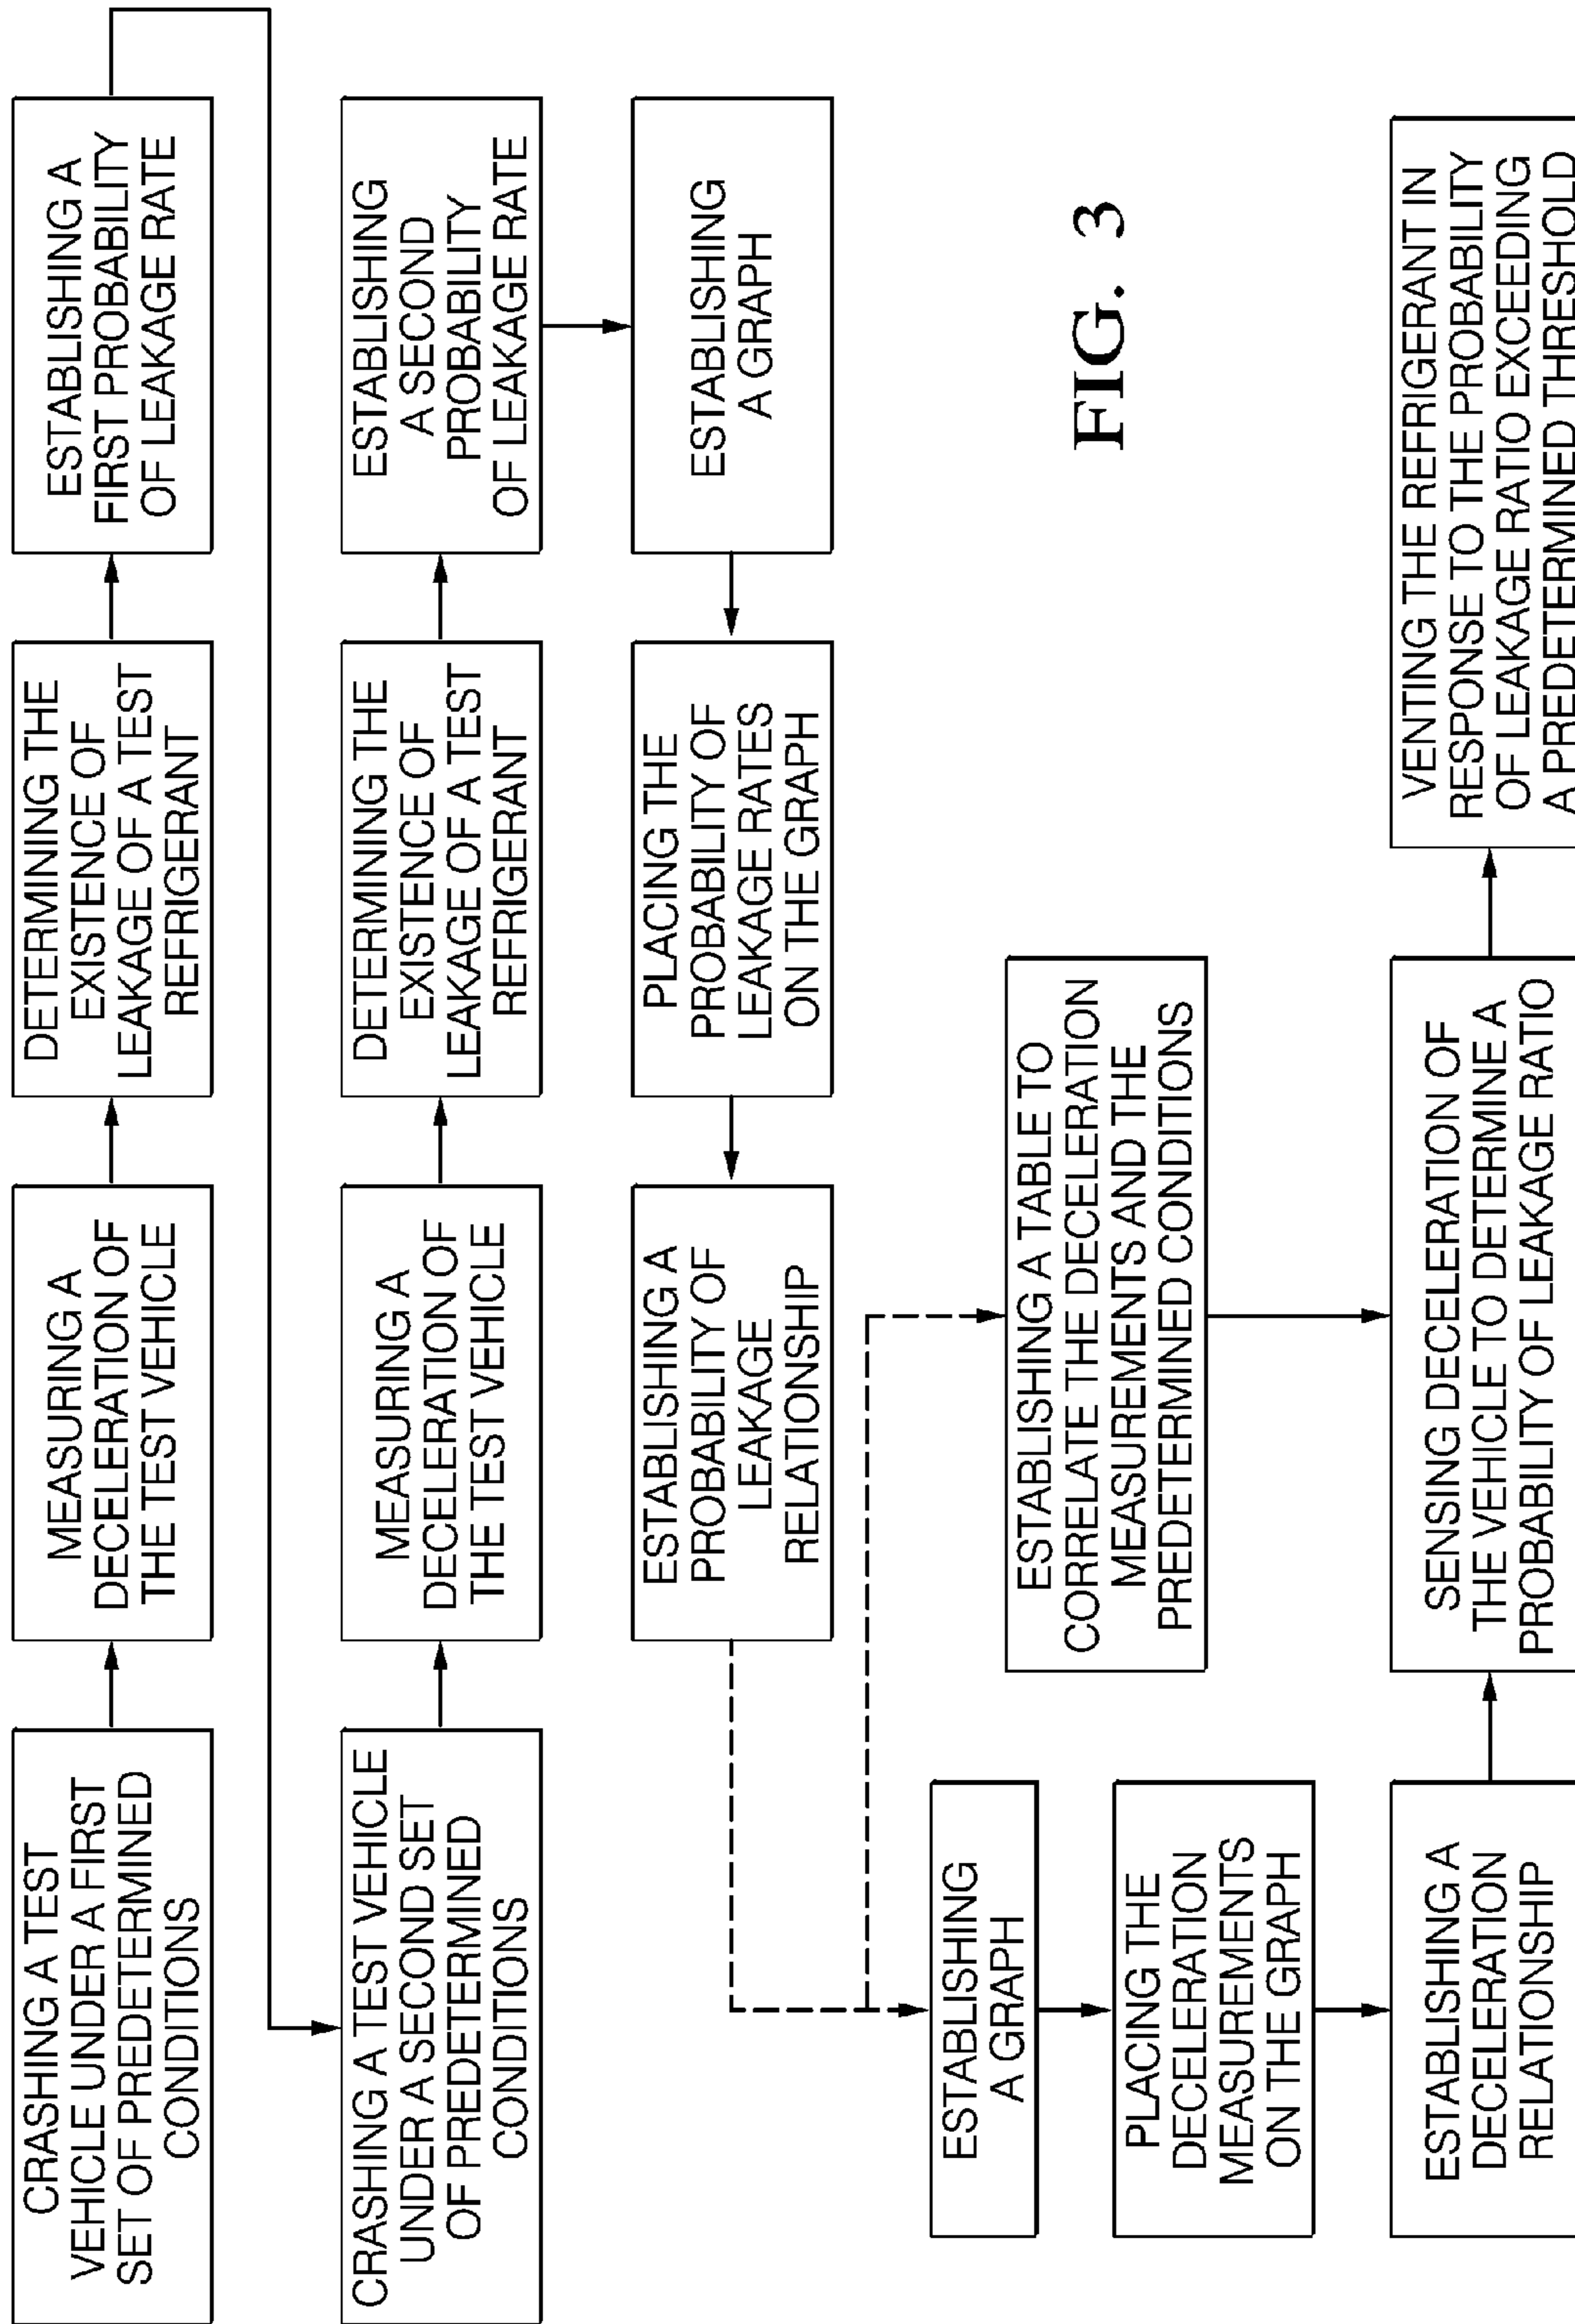 CRASHING A TEST
VEHICLE UNDER A FIRST
SET OF PREDETERMINED
CONDITIONS
MEASURING A
DECELERATION OF
THE TEST VEHICLE
DETERMINING THE
EXISTENCE OF
LEAKAGE OF A TEST
REFRIGERANT
ESTABLISHING A
FIRST PROBABILITY
OF LEAKAGE RATE
CRASHING A TEST VEHICLE
UNDER A SECOND SET
OF PREDETERMINED
CONDITIONS
MEASURING A
DECELERATION OF
THE TEST VEHICLE
DETERMINING THE
EXISTENCE OF
LEAKAGE OF A TEST
REFRIGERANT
ESTABLISHING
A SECOND
PROBABILITY
OF LEAKAGE RATE
ESTABLISHING
A GRAPH
PLACING THE
PROBABILITY OF
LEAKAGE RATES
ON THE GRAPH
ESTABLISHING A
PROBABILITY OF
LEAKAGE
RELATIONSHIP
ESTABLISHING
A GRAPH
PLACING THE
DECELERATION
MEASUREMENTS
ON THE GRAPH
ESTABLISHING A
DECELERATION
RELATIONSHIP
ESTABLISHING A TABLE TO
CORRELATE THE DECELERATION
MEASUREMENTS AND THE
PREDETERMINED CONDITIONS
SENSING DECELERATION OF
THE VEHICLE TO DETERMINE A
PROBABILITY OF LEAKAGE RATIO
VENTING THE REFRIGERANT IN
RESPONSE TO THE PROBABILITY
OF LEAKAGE RATIO EXCEEDING
A PREDETERMINED THRESHOLD
FIG. 3